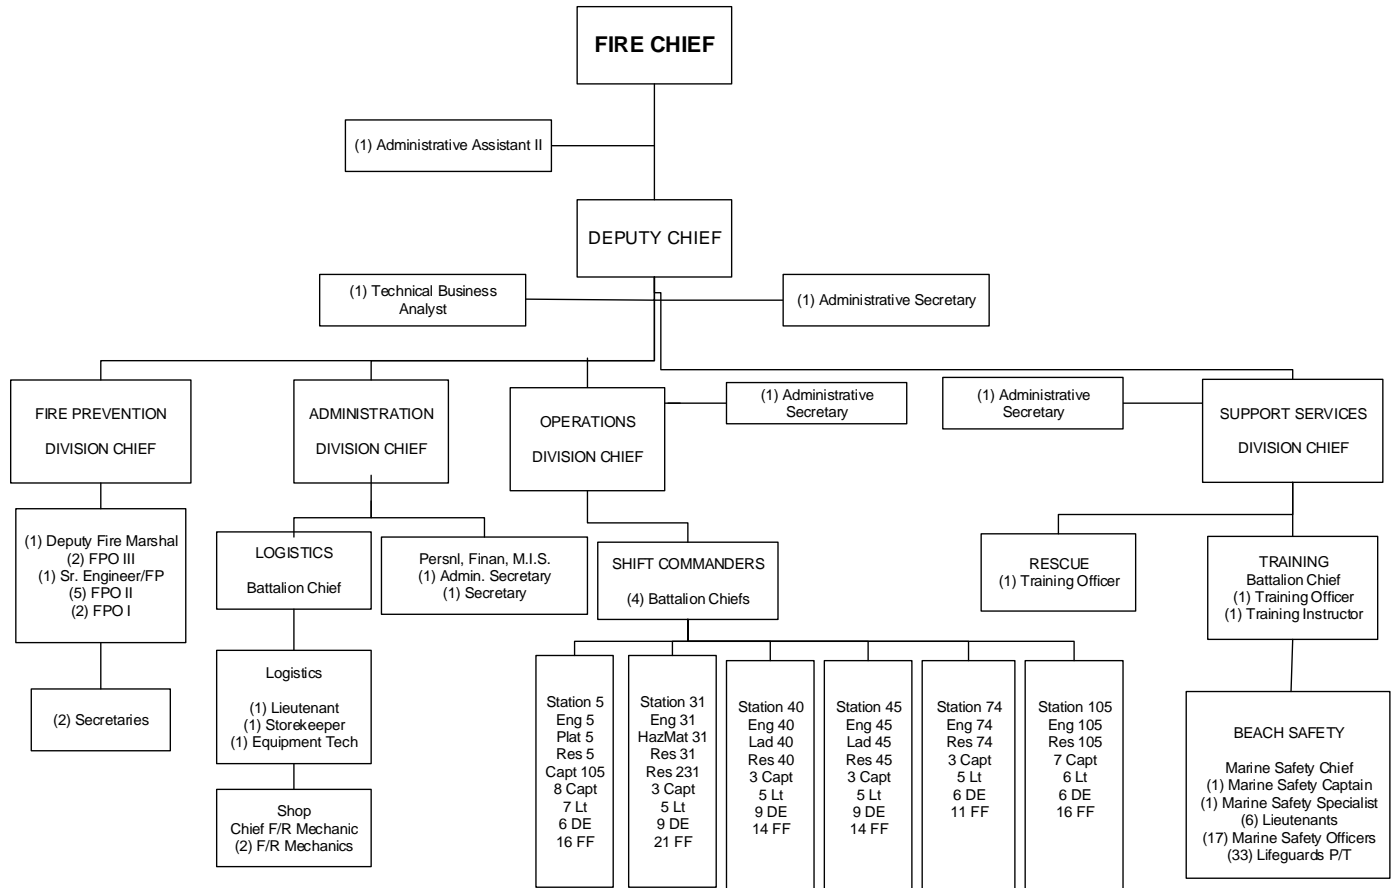 FIRE CHIEF
(1) Administrative Assistant II
DEPUTY CHIEF
(1) Technical Business
Analyst
(1) Administrative Secretary
FIRE PREVENTION
DIVISION CHIEF
ADMINISTRATION
DIVISION CHIEF
OPERATIONS
DIVISION CHIEF
(1) Administrative
Secretary
(1) Administrative
Secretary
SUPPORT SERVICES
DIVISION CHIEF
(1) Deputy Fire Marshal
(2) FPO III
(1) Sr. Engineer/FP
(5) FPO II
(2) FPO I
(2) Secretaries
LOGISTICS
Battalion Chief
Persnl, Finan, M.I.S.
(1) Admin. Secretary
(1) Secretary
Logistics
(1) Lieutenant
(1) Storekeeper
(1) Equipment Tech
Shop
Chief F/R Mechanic
(2) F/R Mechanics
SHIFT COMMANDERS
(4) Battalion Chiefs
Station 5
Eng 5
Plat 5
Res 5
Capt 105
8 Capt
7 Lt
6 DE
16 FF
Station 31
Eng 31
HazMat 31
Res 31
Res 231
3 Capt
5 Lt
9 DE
21 FF
Station 40
Eng 40
Lad 40
Res 40
3 Capt
5 Lt
9 DE
14 FF
Station 45
Eng 45
Lad 45
Res 45
3 Capt
5 Lt
9 DE
14 FF
Station 74
Eng 74
Res 74
3 Capt
5 Lt
6 DE
11 FF
Station 105
Eng 105
Res 105
7 Capt
6 Lt
6 DE
16 FF
RESCUE
(1) Training Officer
TRAINING
Battalion Chief
(1) Training Officer
(1) Training Instructor
BEACH SAFETY
Marine Safety Chief
(1) Marine Safety Captain
(1) Marine Safety Specialist
(6) Lieutenants
(17) Marine Safety Officers
(33) Lifeguards P/T